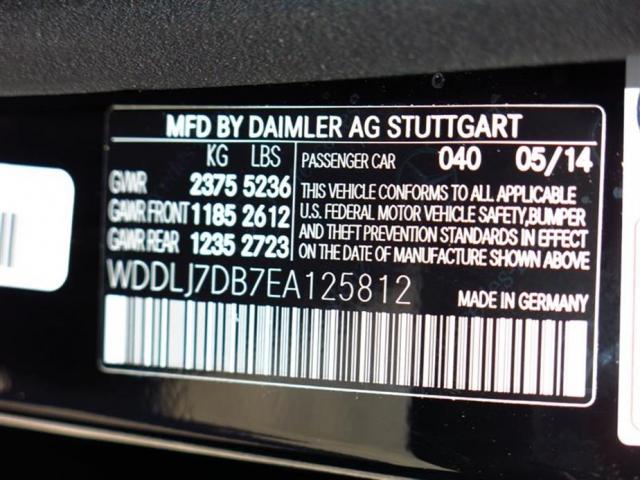 MFD BY DAIMLER AG STUTTGART
KG LBS
GVWR 2375 5236
GAWR FRONT 1185 2612
GAWR REAR 1235 2723
PASSENGER CAR 040 05/14
THIS VEHICLE CONFORMS TO ALL APPLICABLE
U.S. FEDERAL MOTOR VEHICLE SAFETY,BUMPER
AND THEFT PREVENTION STANDARDS IN EFFECT
ON THE DATE OF MANUFACTURE SHOWN ABOVE
WDDLJ7DB7EA125812
MADE IN GERMANY